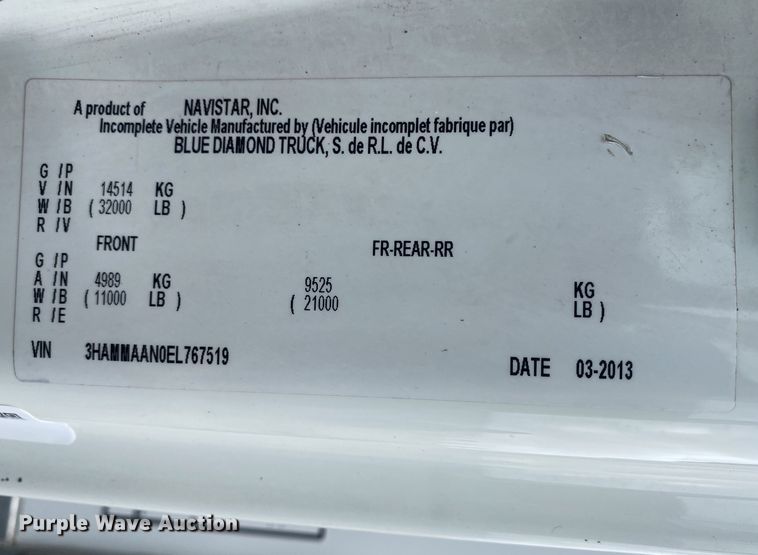 A product of NAVISTAR, INC.
Incomplete Vehicle Manufactured by (Vehicule incomplet fabrique par)
BLUE DIAMOND TRUCK, S. de R.L. de C.V.
G /P
V /N 14514 KG
W /B ( 32000 LB )
R /V
FRONT FR-REAR-RR
G /P
A /N 4989 KG 9525 KG
W /B ( 11000 LB ) ( 21000 LB )
R /E
VIN 3HAMMAAN0EL767519 DATE 03-2013
Purple Wave Auction